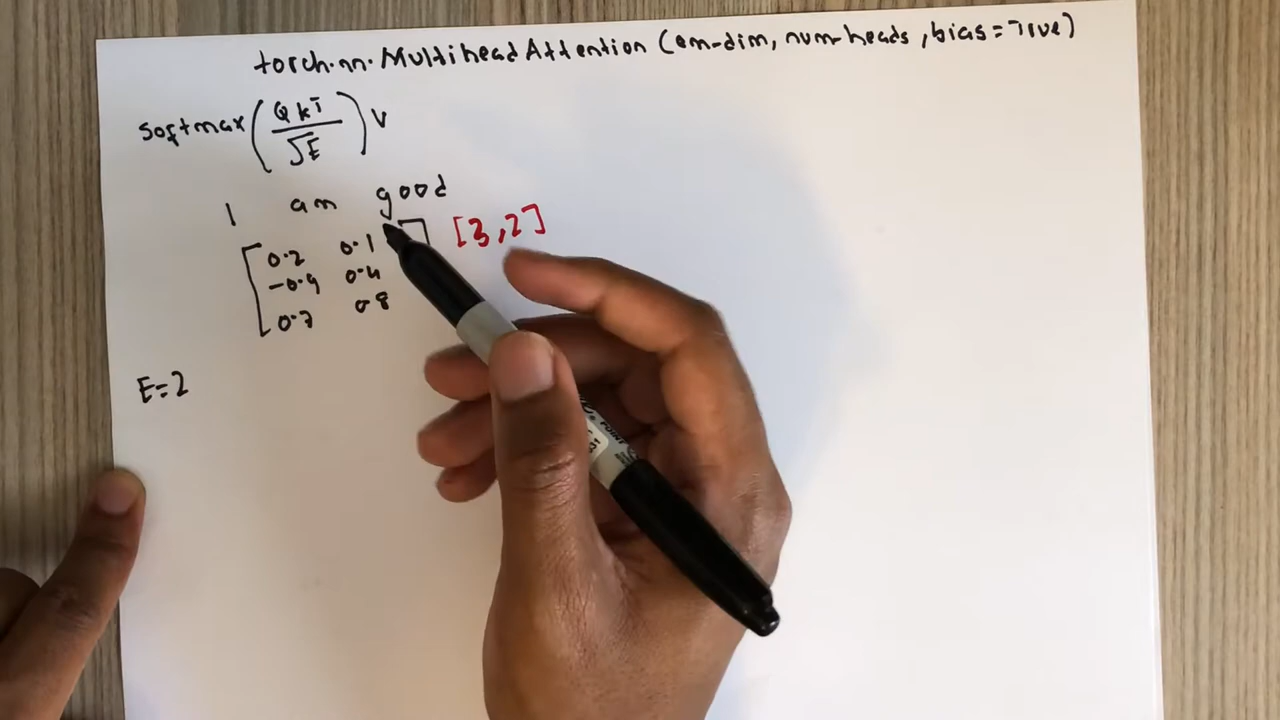 torch.nn.MultiheadAttention (em-dim, num-heads, bias=True)
Softmax(QKT/√E)V
I am good
[0.2 0.1] [3,2]
-0.9 0.4
0.7 0.8
E=2
POINT